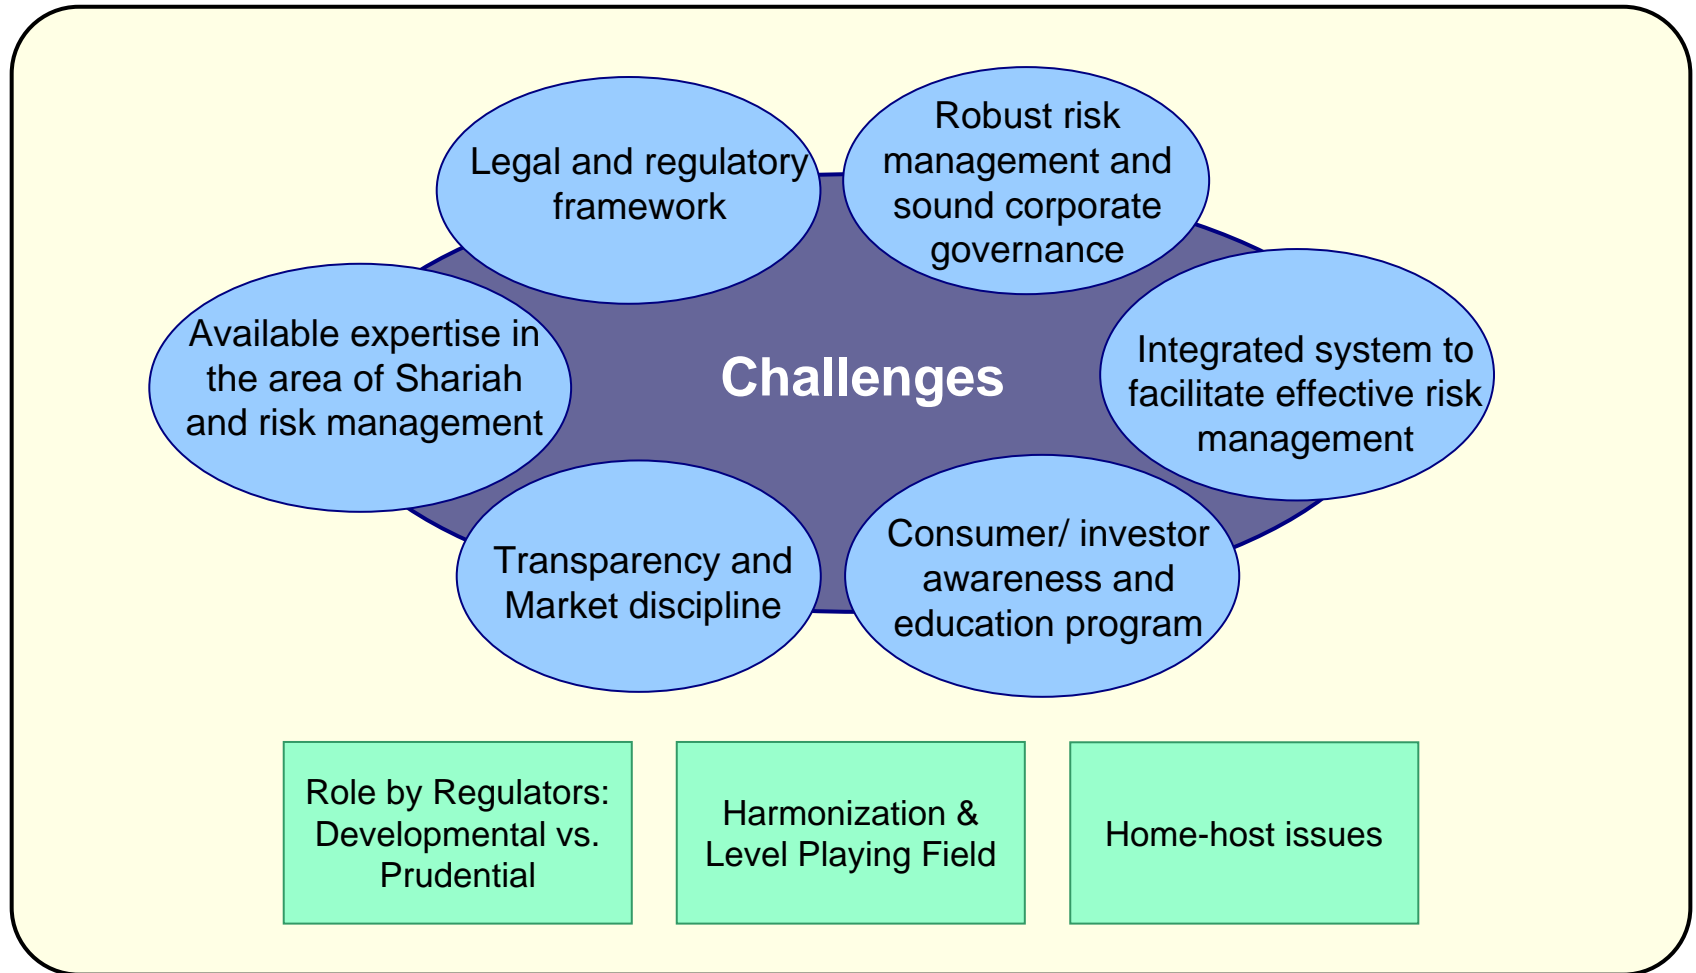 Legal and regulatory
framework
Robust risk
management and
sound corporate
governance
Available expertise in
the area of Shariah
and risk management
Challenges
Integrated system to
facilitate effective risk
management
Transparency and
Market discipline
Consumer/ investor
awareness and
education program
Role by Regulators:
Developmental vs.
Prudential
Harmonization &
Level Playing Field
Home-host issues